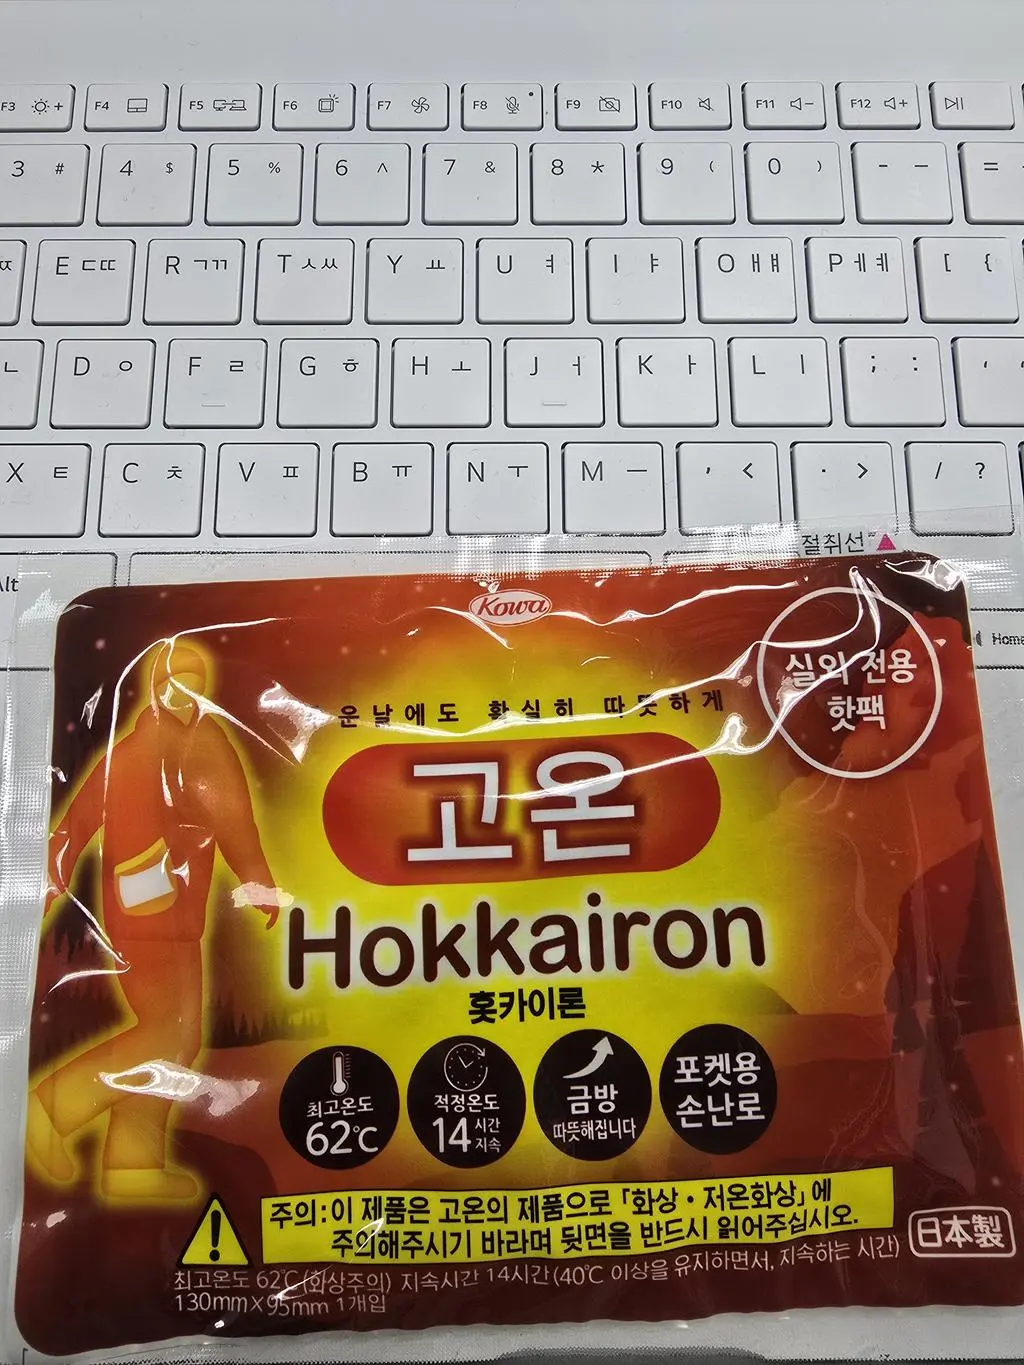 F3 +
F4
F5
F6
F7
F8
F9
F10
F11 -
F12 +
3 #
4 $
5 %
6 ^
7 &
8 *
9 (
0 )
- -
=
ㅉ
E ㄷㄸ
R ㄱㄲ
T ㅅㅆ
Y ㅛ
U ㅕ
I ㅑ
O ㅐㅒ
P ㅔㅖ
[ {
ㄴ
D ㅇ
F ㄹ
G ㅎ
H ㅗ
J ㅓ
K ㅏ
L ㅣ
; :
X ㅌ
C ㅊ
V ㅍ
B ㅠ
N ㅜ
M ㅡ
, <
. >
/ ?
Alt
Home
절취선
Kowa
실외 전용
핫팩
운날에도 확실히 따뜻하게
고온
Hokkairon
홋카이론
최고온도
62℃
적정온도
14시간
지속
금방
따뜻해집니다
포켓용
손난로
주의:이 제품은 고온의 제품으로 「화상·저온화상」에
주의해주시기 바라며 뒷면을 반드시 읽어주십시오.
日本製
최고온도 62℃(화상주의) 지속시간 14시간(40℃ 이상을 유지하면서, 지속하는 시간)
130mm×95mm 1개입